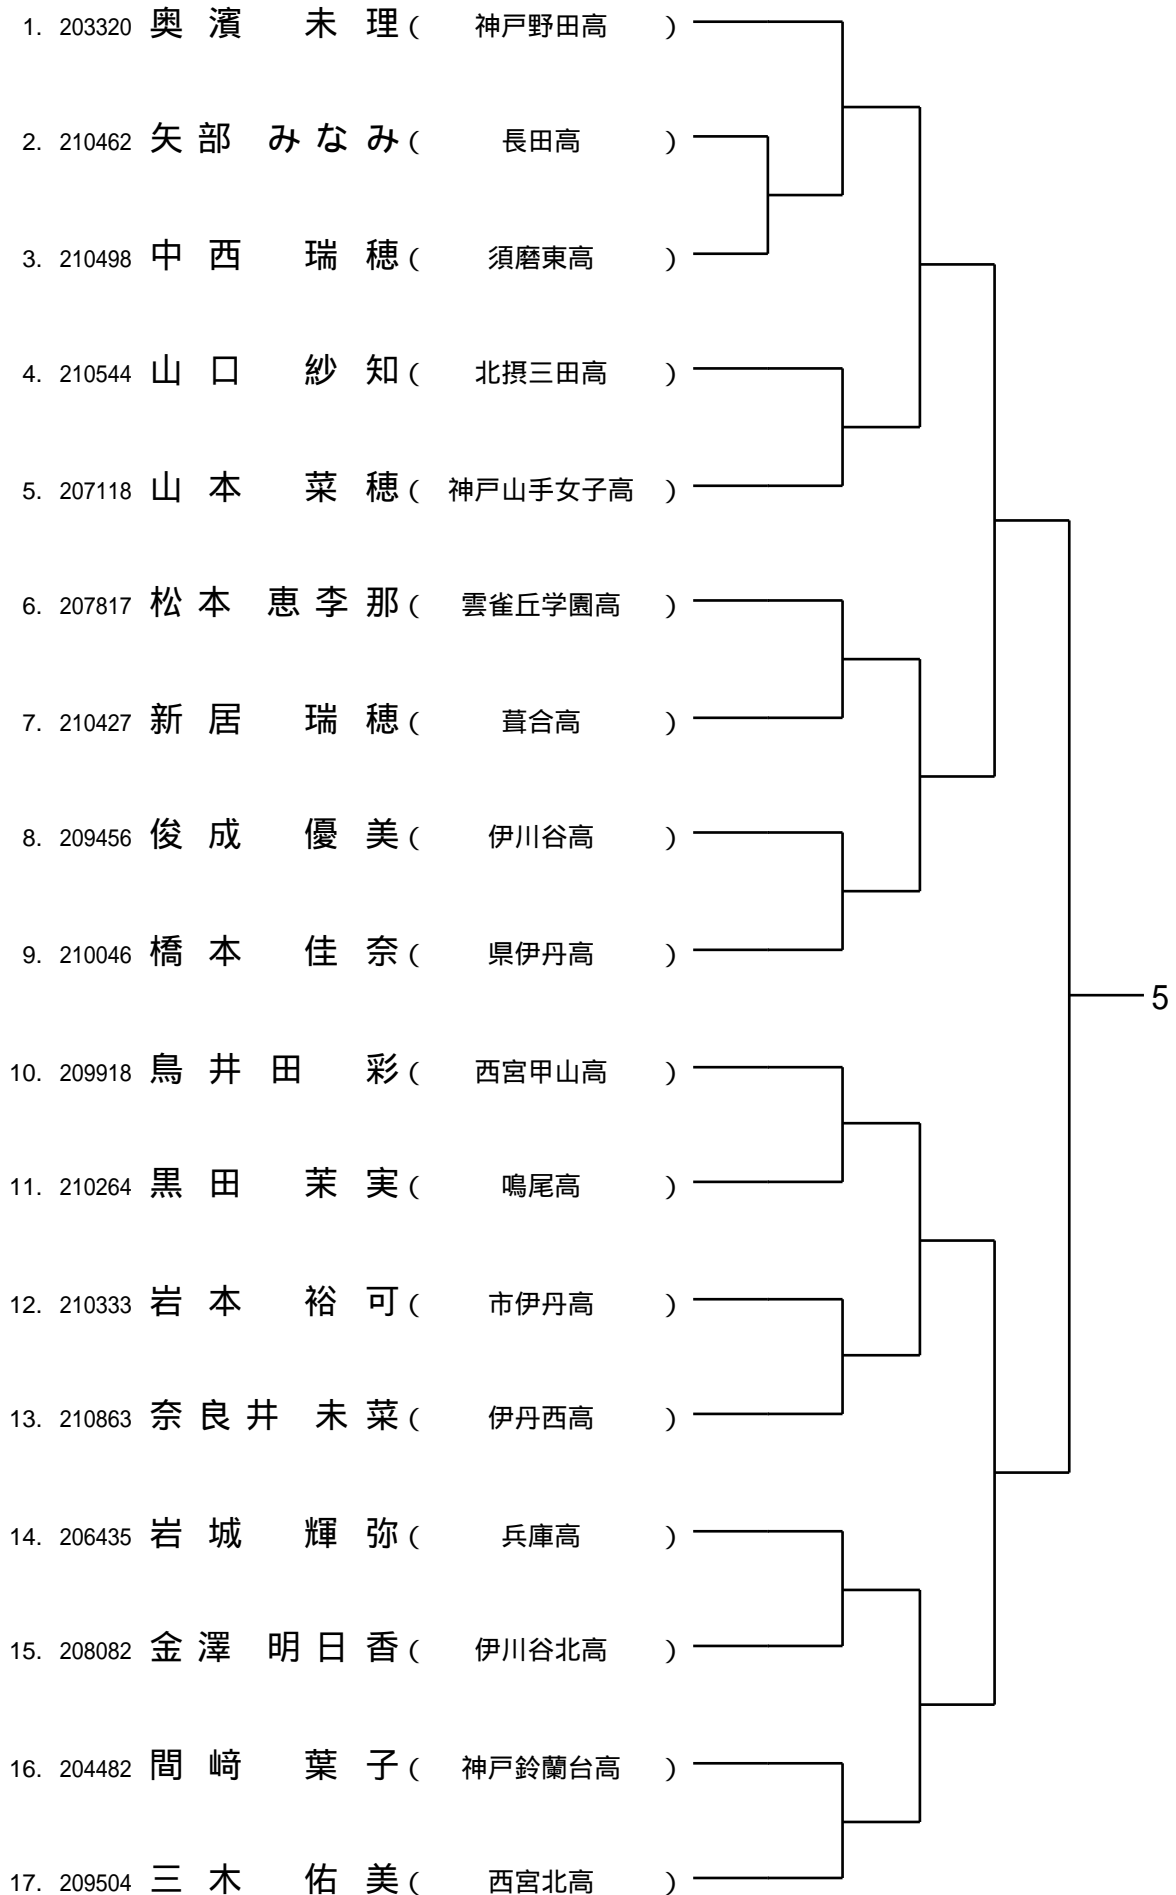 1. 203320 奥濱 未理 ( 神戸野田高 )
2. 210462 矢部 みなみ ( 長田高 )
3. 210498 中西 瑞穂 ( 須磨東高 )
4. 210544 山口 紗知 ( 北摂三田高 )
5. 207118 山本 菜穂 ( 神戸山手女子高 )
6. 207817 松本 恵李那 ( 雲雀丘学園高 )
7. 210427 新居 瑞穂 ( 葺合高 )
8. 209456 俊成 優美 ( 伊川谷高 )
9. 210046 橋本 佳奈 ( 県伊丹高 )
5
10. 209918 鳥井田 彩 ( 西宮甲山高 )
11. 210264 黒田 茉実 ( 鳴尾高 )
12. 210333 岩本 裕可 ( 市伊丹高 )
13. 210863 奈良井 未菜 ( 伊丹西高 )
14. 206435 岩城 輝弥 ( 兵庫高 )
15. 208082 金澤 明日香 ( 伊川谷北高 )
16. 204482 間﨑 葉子 ( 神戸鈴蘭台高 )
17. 209504 三木 佑美 ( 西宮北高 )